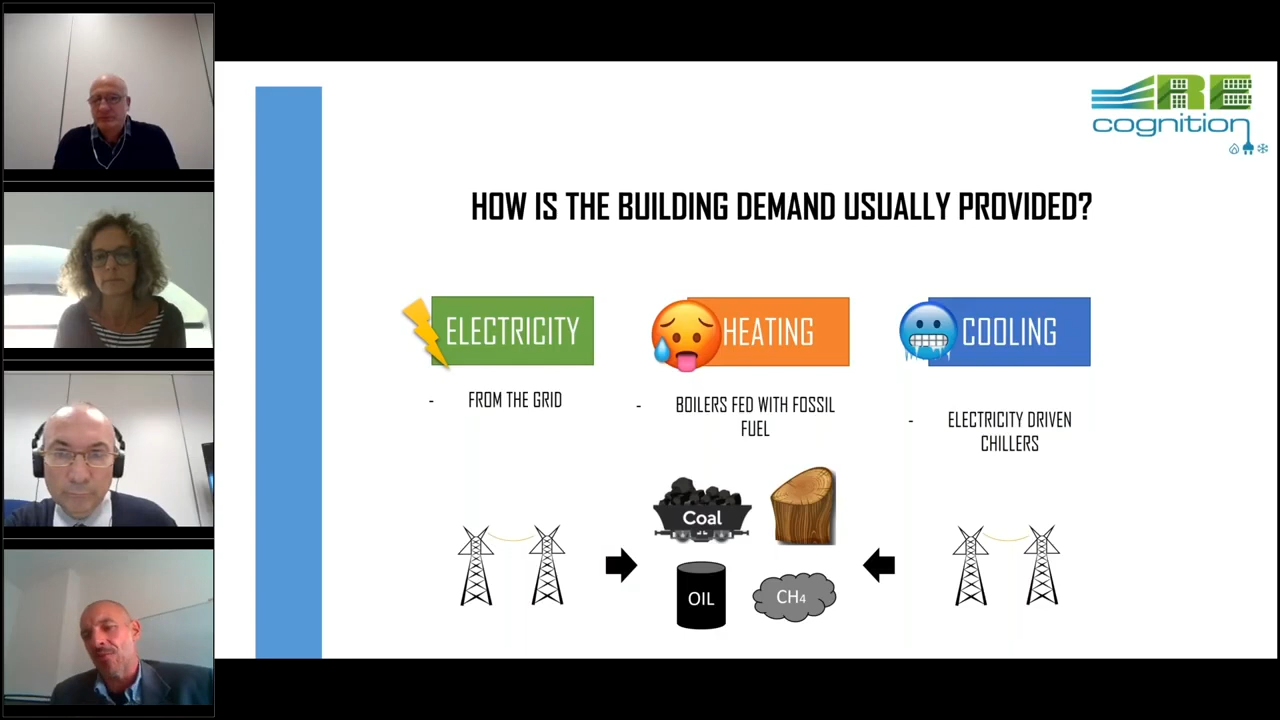 RE
cognition
HOW IS THE BUILDING DEMAND USUALLY PROVIDED?
ELECTRICITY
HEATING
COOLING
- FROM THE GRID
- BOILERS FED WITH FOSSIL
FUEL
- ELECTRICITY DRIVEN
CHILLERS
Coal
OIL
CH₄